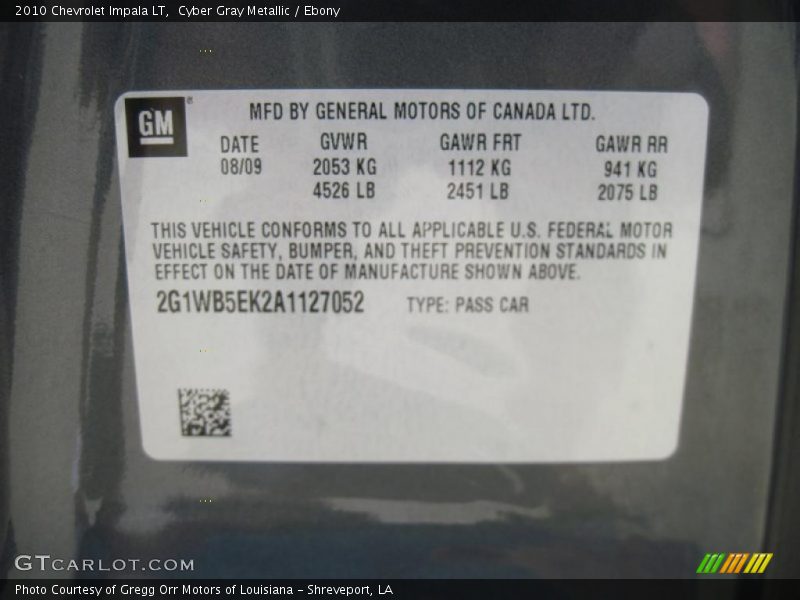 2010 Chevrolet Impala LT,  Cyber Gray Metallic / Ebony
GM ®
MFD BY GENERAL MOTORS OF CANADA LTD.
DATE GVWR GAWR FRT GAWR RR
08/09 2053 KG 1112 KG 941 KG
4526 LB 2451 LB 2075 LB
THIS VEHICLE CONFORMS TO ALL APPLICABLE U.S. FEDERAL MOTOR
VEHICLE SAFETY, BUMPER, AND THEFT PREVENTION STANDARDS IN
EFFECT ON THE DATE OF MANUFACTURE SHOWN ABOVE.
2G1WB5EK2A1127052 TYPE: PASS CAR
GTCARLOT.COM
Photo Courtesy of Gregg Orr Motors of Louisiana - Shreveport, LA